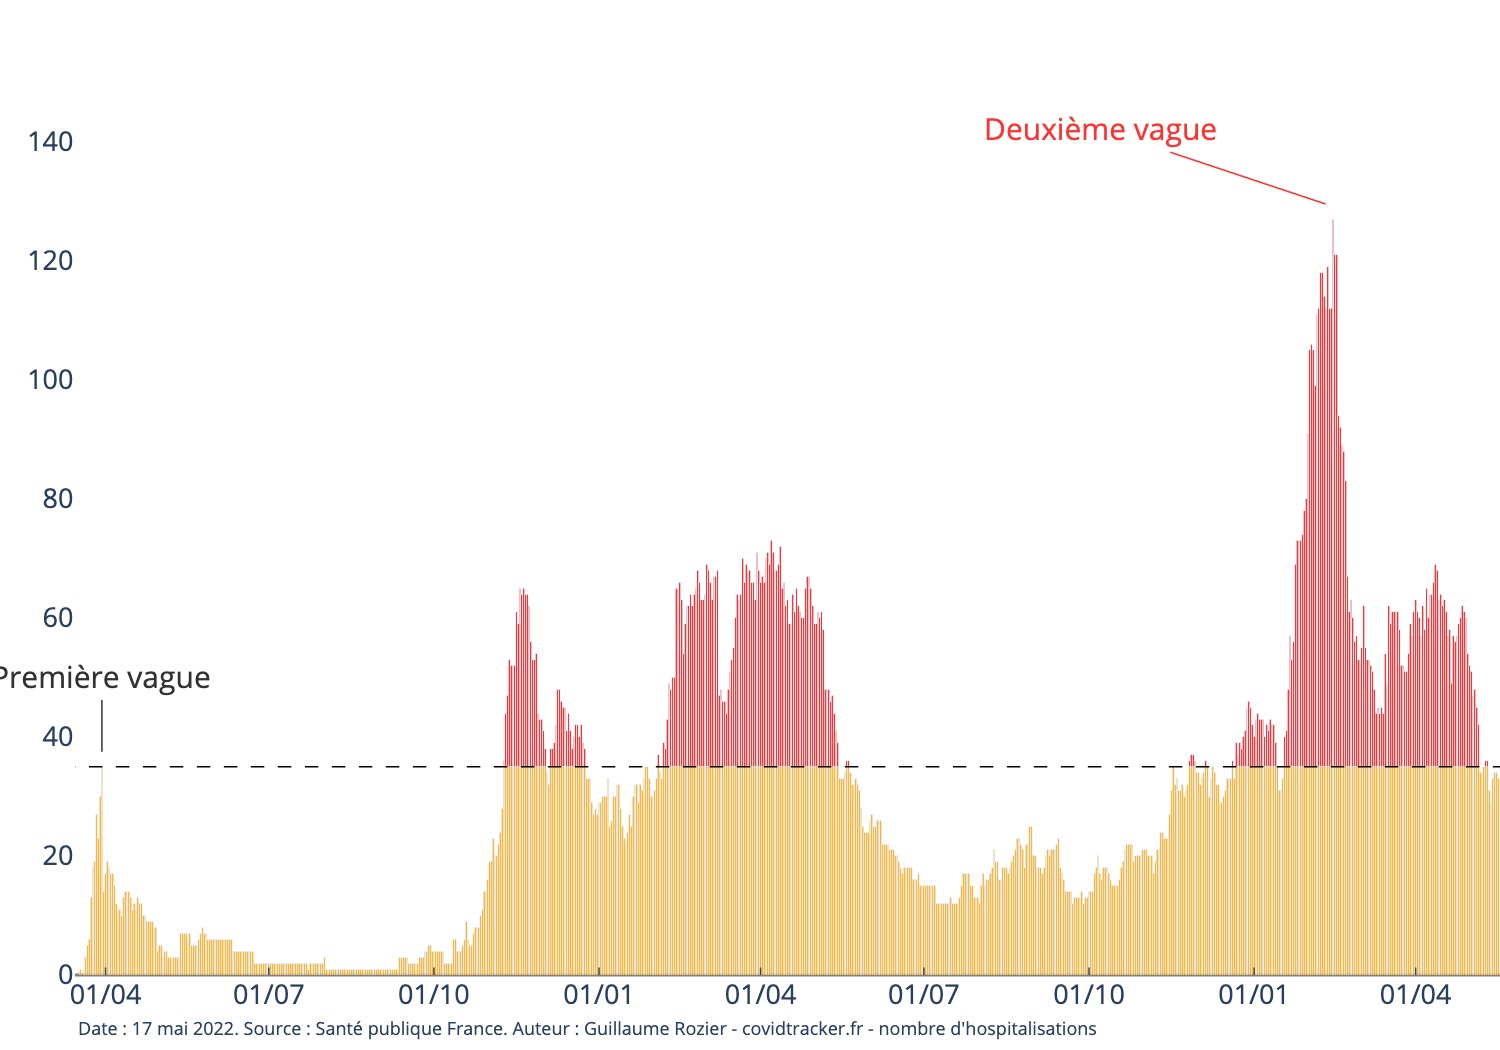 Deuxième vague
140
120
100
80
60
Première vague
40
20
0
01/04 01/07 01/10 01/01 01/04 01/07 01/10 01/01 01/04
Date : 17 mai 2022. Source : Santé publique France. Auteur : Guillaume Rozier - covidtracker.fr - nombre d'hospitalisations